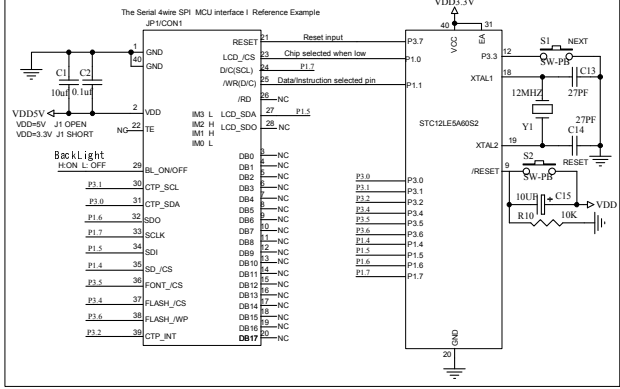 The Serial 4wire SPI MCU interface I Reference Example
JP1/CON1
VDD3.3V
1 GND
40 GND
C1 C2
10uf 0.1uf
VDD5V
2 VDD
VDD=5V J1 OPEN
VDD=3.3V J1 SHORT
NC 22 TE
BackLight
H:ON L: OFF
29 BL_ON/OFF
P3.1 30 CTP_SCL
P3.0 31 CTP_SDA
P1.6 32 SDO
P1.7 33 SCLK
P1.5 34 SDI
P1.4 35 SD_/CS
P3.5 36 FONT_/CS
P3.4 37 FLASH_/CS
P3.6 38 FLASH_/WP
P3.2 39 CTP_INT
RESET 21 Reset input
LCD_/CS 23 Chip selected when low
D/C(SCL) 24 P1.7
/WR(D/C) 25 Data/Instruction selected pin
/RD 26 NC
IM3 L LCD_SDA 27 P1.5
IM2 H LCD_SDO 28 NC
IM1 H
IM0 L
DB0 3 NC
DB1 4 NC
DB2 5 NC
DB3 6 NC
DB4 7 NC
DB5 8 NC
DB6 9 NC
DB7 10 NC
DB8 11 NC
DB9 12 NC
DB10 13 NC
DB11 14 NC
DB12 15 NC
DB13 16 NC
DB14 17 NC
DB15 18 NC
DB16 19 NC
DB17 20 NC
40 31
VCC EA
P3.7
P1.0
P1.1
STC12LE5A60S2
P3.0 P3.0
P3.1 P3.1
P3.2 P3.2
P3.4 P3.4
P3.5 P3.5
P3.6 P3.6
P1.4 P1.4
P1.5 P1.5
P1.6 P1.6
P1.7 P1.7
GND
20
P3.3 12
S1 NEXT
SW-PB
XTAL1 18
C13
12MHZ 27PF
Y1
27PF
XTAL2 19 C14
S2 RESET
/RESET 9 SW-PB
10UF + C15 VDD
R10 10K